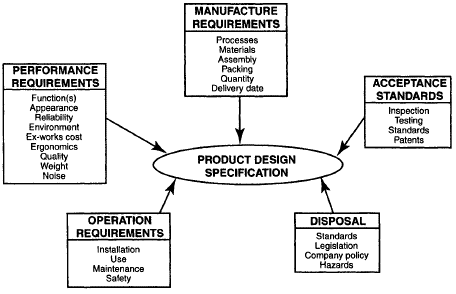 MANUFACTURE
REQUIREMENTS
Processes
Materials
Assembly
Packing
Quantity
Delivery date
PERFORMANCE
REQUIREMENTS
Function(s)
Appearance
Reliability
Environment
Ex-works cost
Ergonomics
Quality
Weight
Noise
ACCEPTANCE
STANDARDS
Inspection
Testing
Standards
Patents
PRODUCT DESIGN
SPECIFICATION
OPERATION
REQUIREMENTS
Installation
Use
Maintenance
Safety
DISPOSAL
Standards
Legislation
Company policy
Hazards